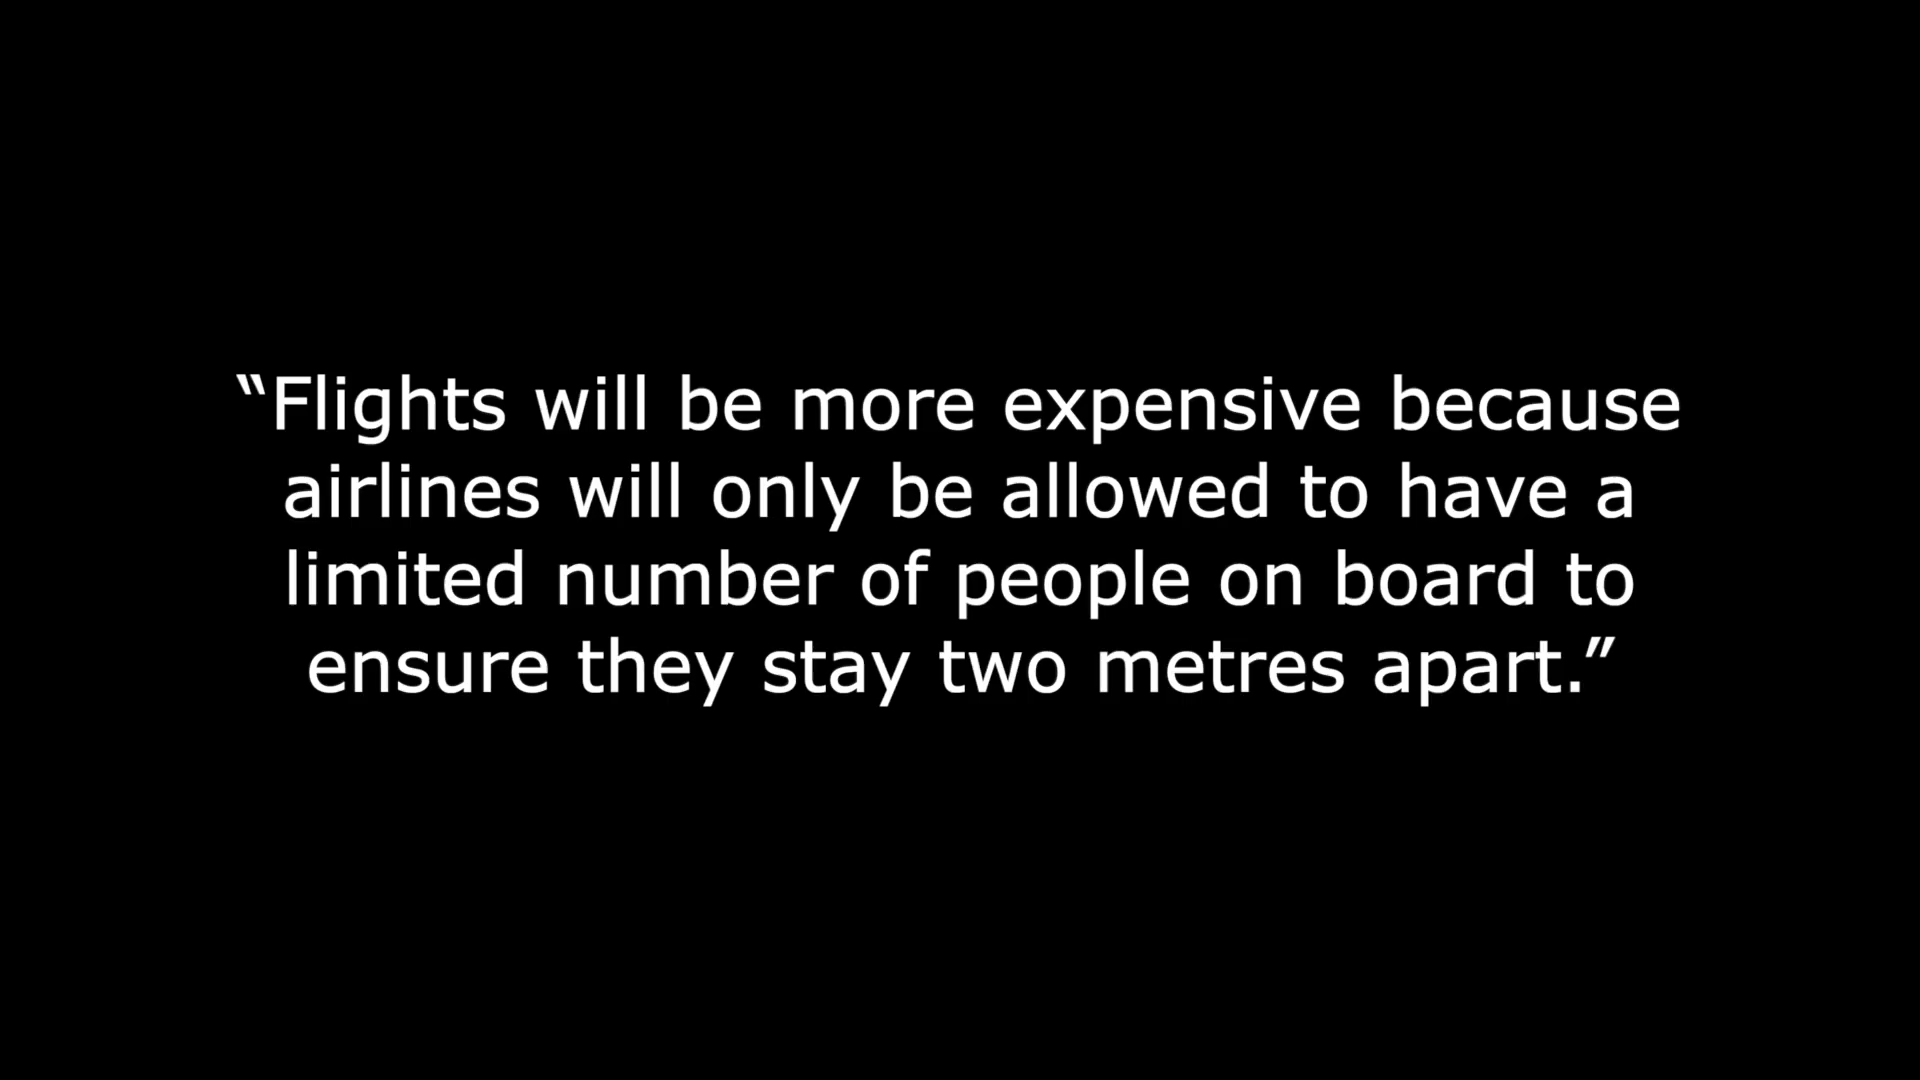 “Flights will be more expensive because
airlines will only be allowed to have a
limited number of people on board to
ensure they stay two metres apart.”